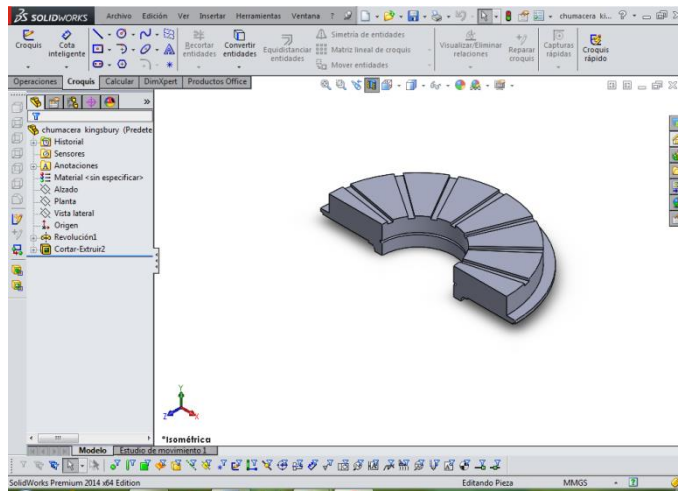 SOLIDWORKS Archivo Edición Ver Insertar Herramientas Ventana ? chumacera ki...
Croquis Cota inteligente Recortar entidades Convertir entidades Equidistanciar entidades Simetría de entidades Matriz lineal de croquis Mover entidades Visualizar/Eliminar relaciones Reparar croquis Capturas rápidas Croquis rápido
Operaciones Croquis Calcular DimXpert Productos Office
chumacera kingsbury (Predete
Historial
Sensores
Anotaciones
Material <sin especificar>
Alzado
Planta
Vista lateral
Origen
Revolución1
Cortar-Extruir2
Y
Z X
*Isométrica
Modelo Estudio de movimiento 1
SolidWorks Premium 2014 x64 Edition Editando Pieza MMGS